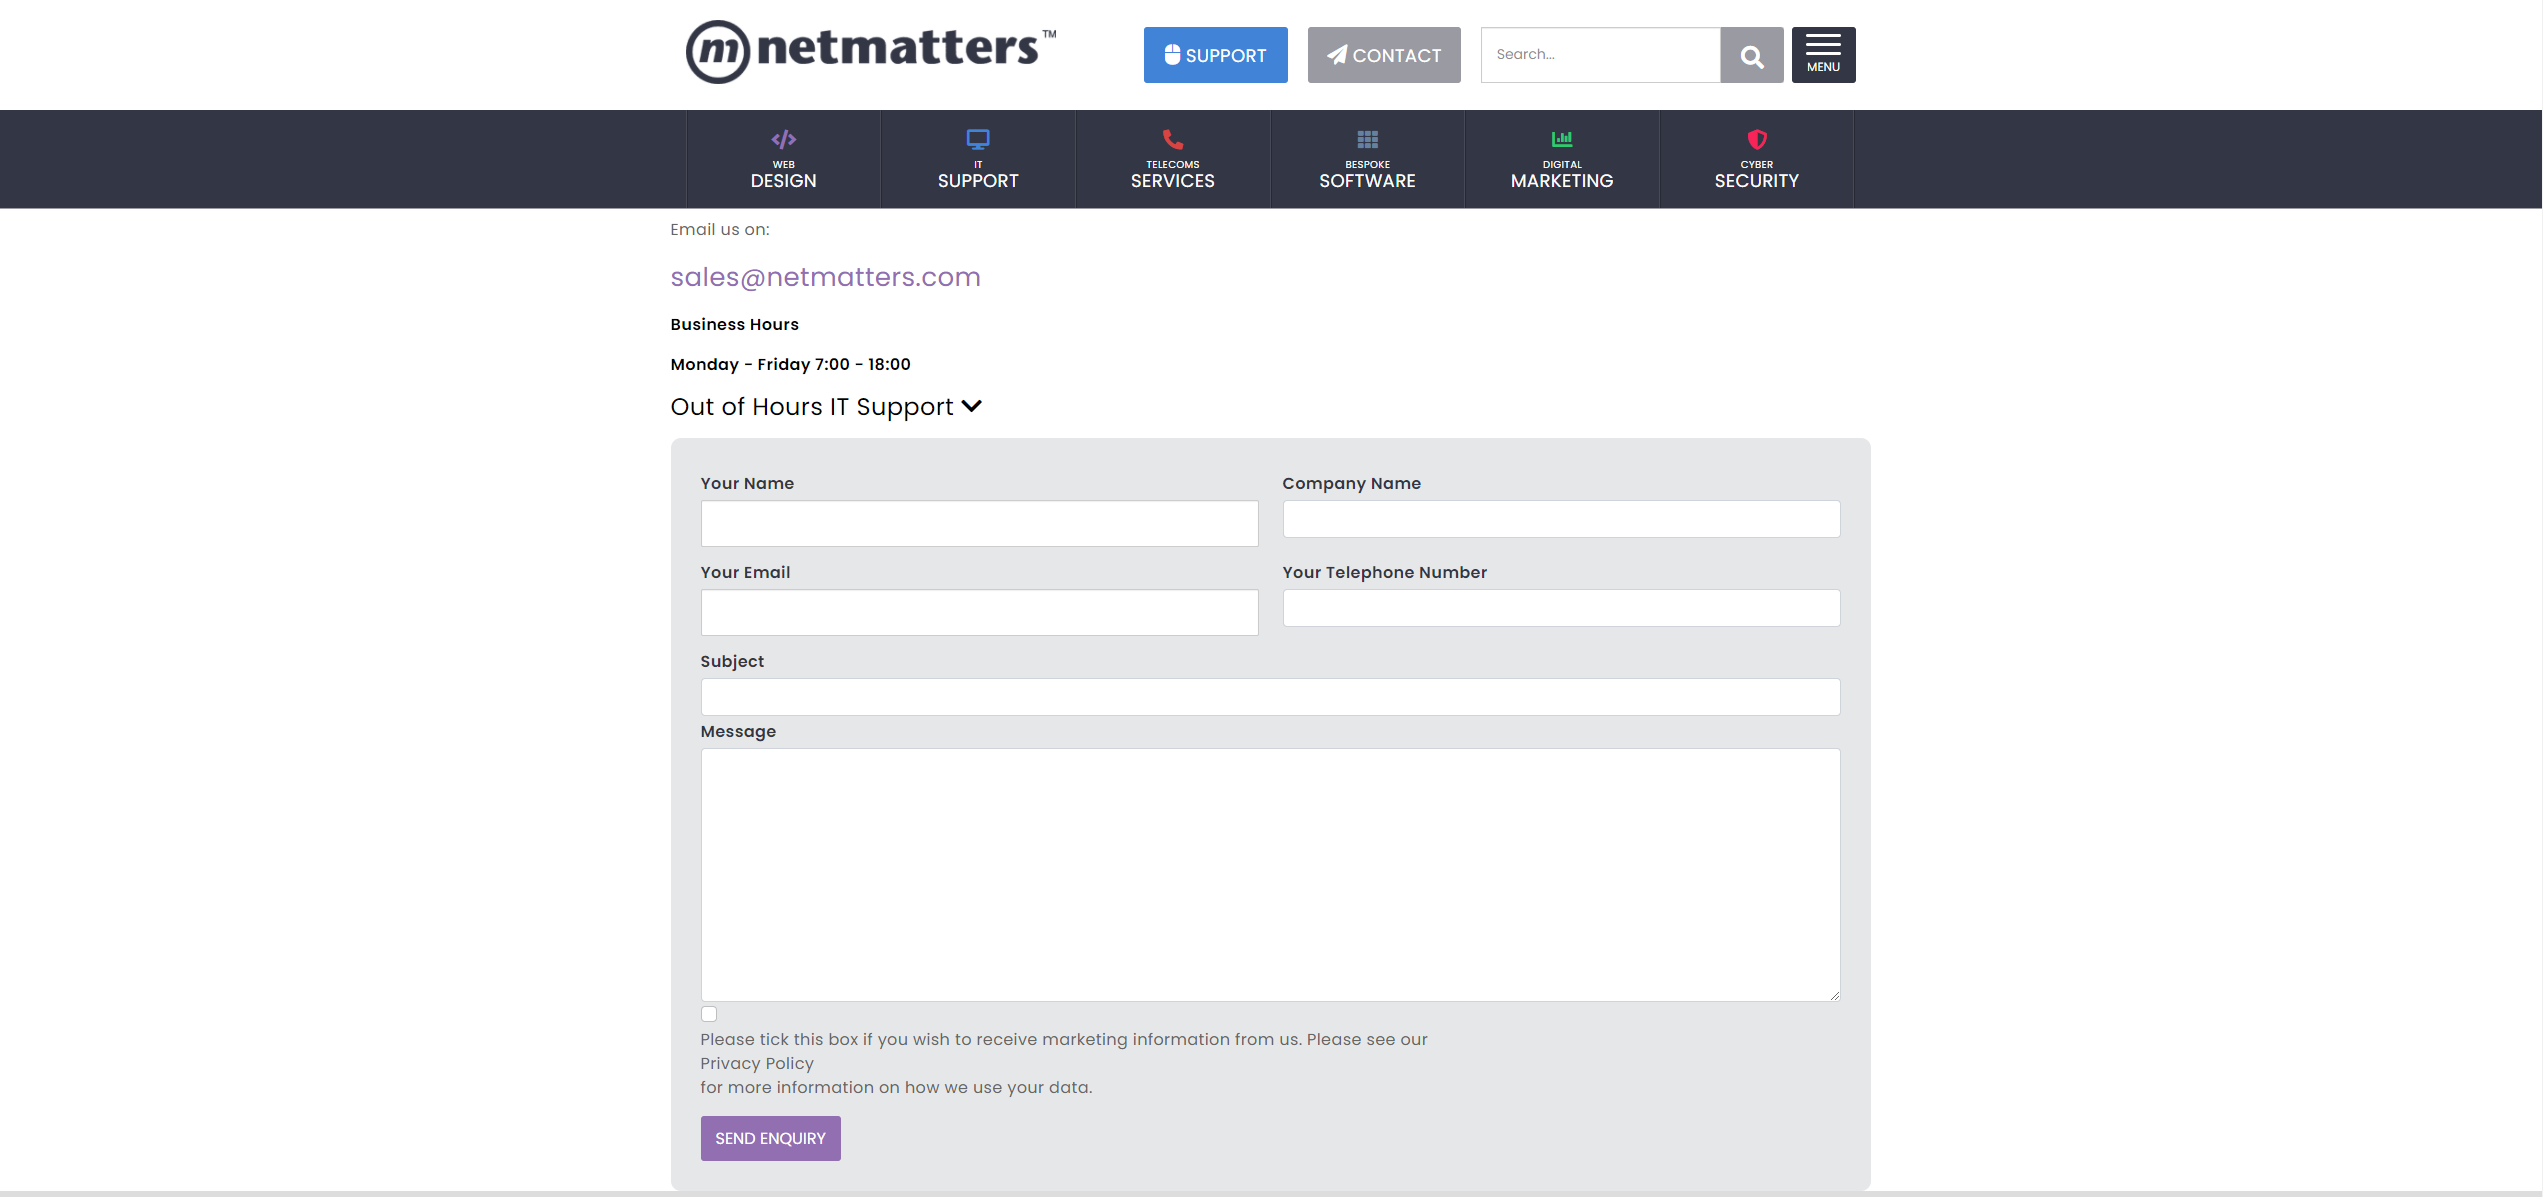 m netmatters™
SUPPORT
CONTACT
Search...
MENU
WEB
DESIGN
IT
SUPPORT
TELECOMS
SERVICES
BESPOKE
SOFTWARE
DIGITAL
MARKETING
CYBER
SECURITY
Email us on:
sales@netmatters.com
Business Hours
Monday - Friday 7:00 - 18:00
Out of Hours IT Support
Your Name
Company Name
Your Email
Your Telephone Number
Subject
Message
Please tick this box if you wish to receive marketing information from us. Please see our
Privacy Policy
for more information on how we use your data.
SEND ENQUIRY